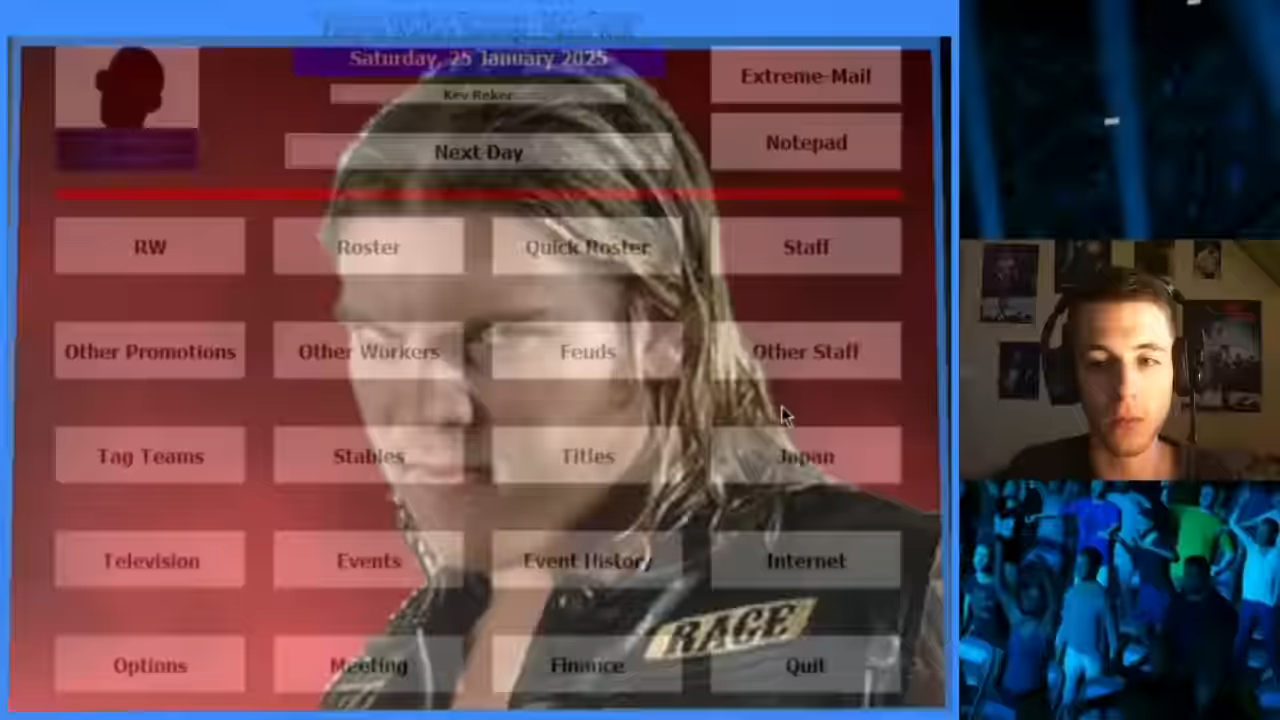 Saturday, 25 January 2025
Extreme-Mail
Kev Reker
Next Day
Notepad
RW
Roster
Quick Roster
Staff
Other Promotions
Other Workers
Feuds
Other Staff
Tag Teams
Stables
Titles
Japan
Television
Events
Event History
Internet
RAGE
Options
Meeting
Finance
Quit